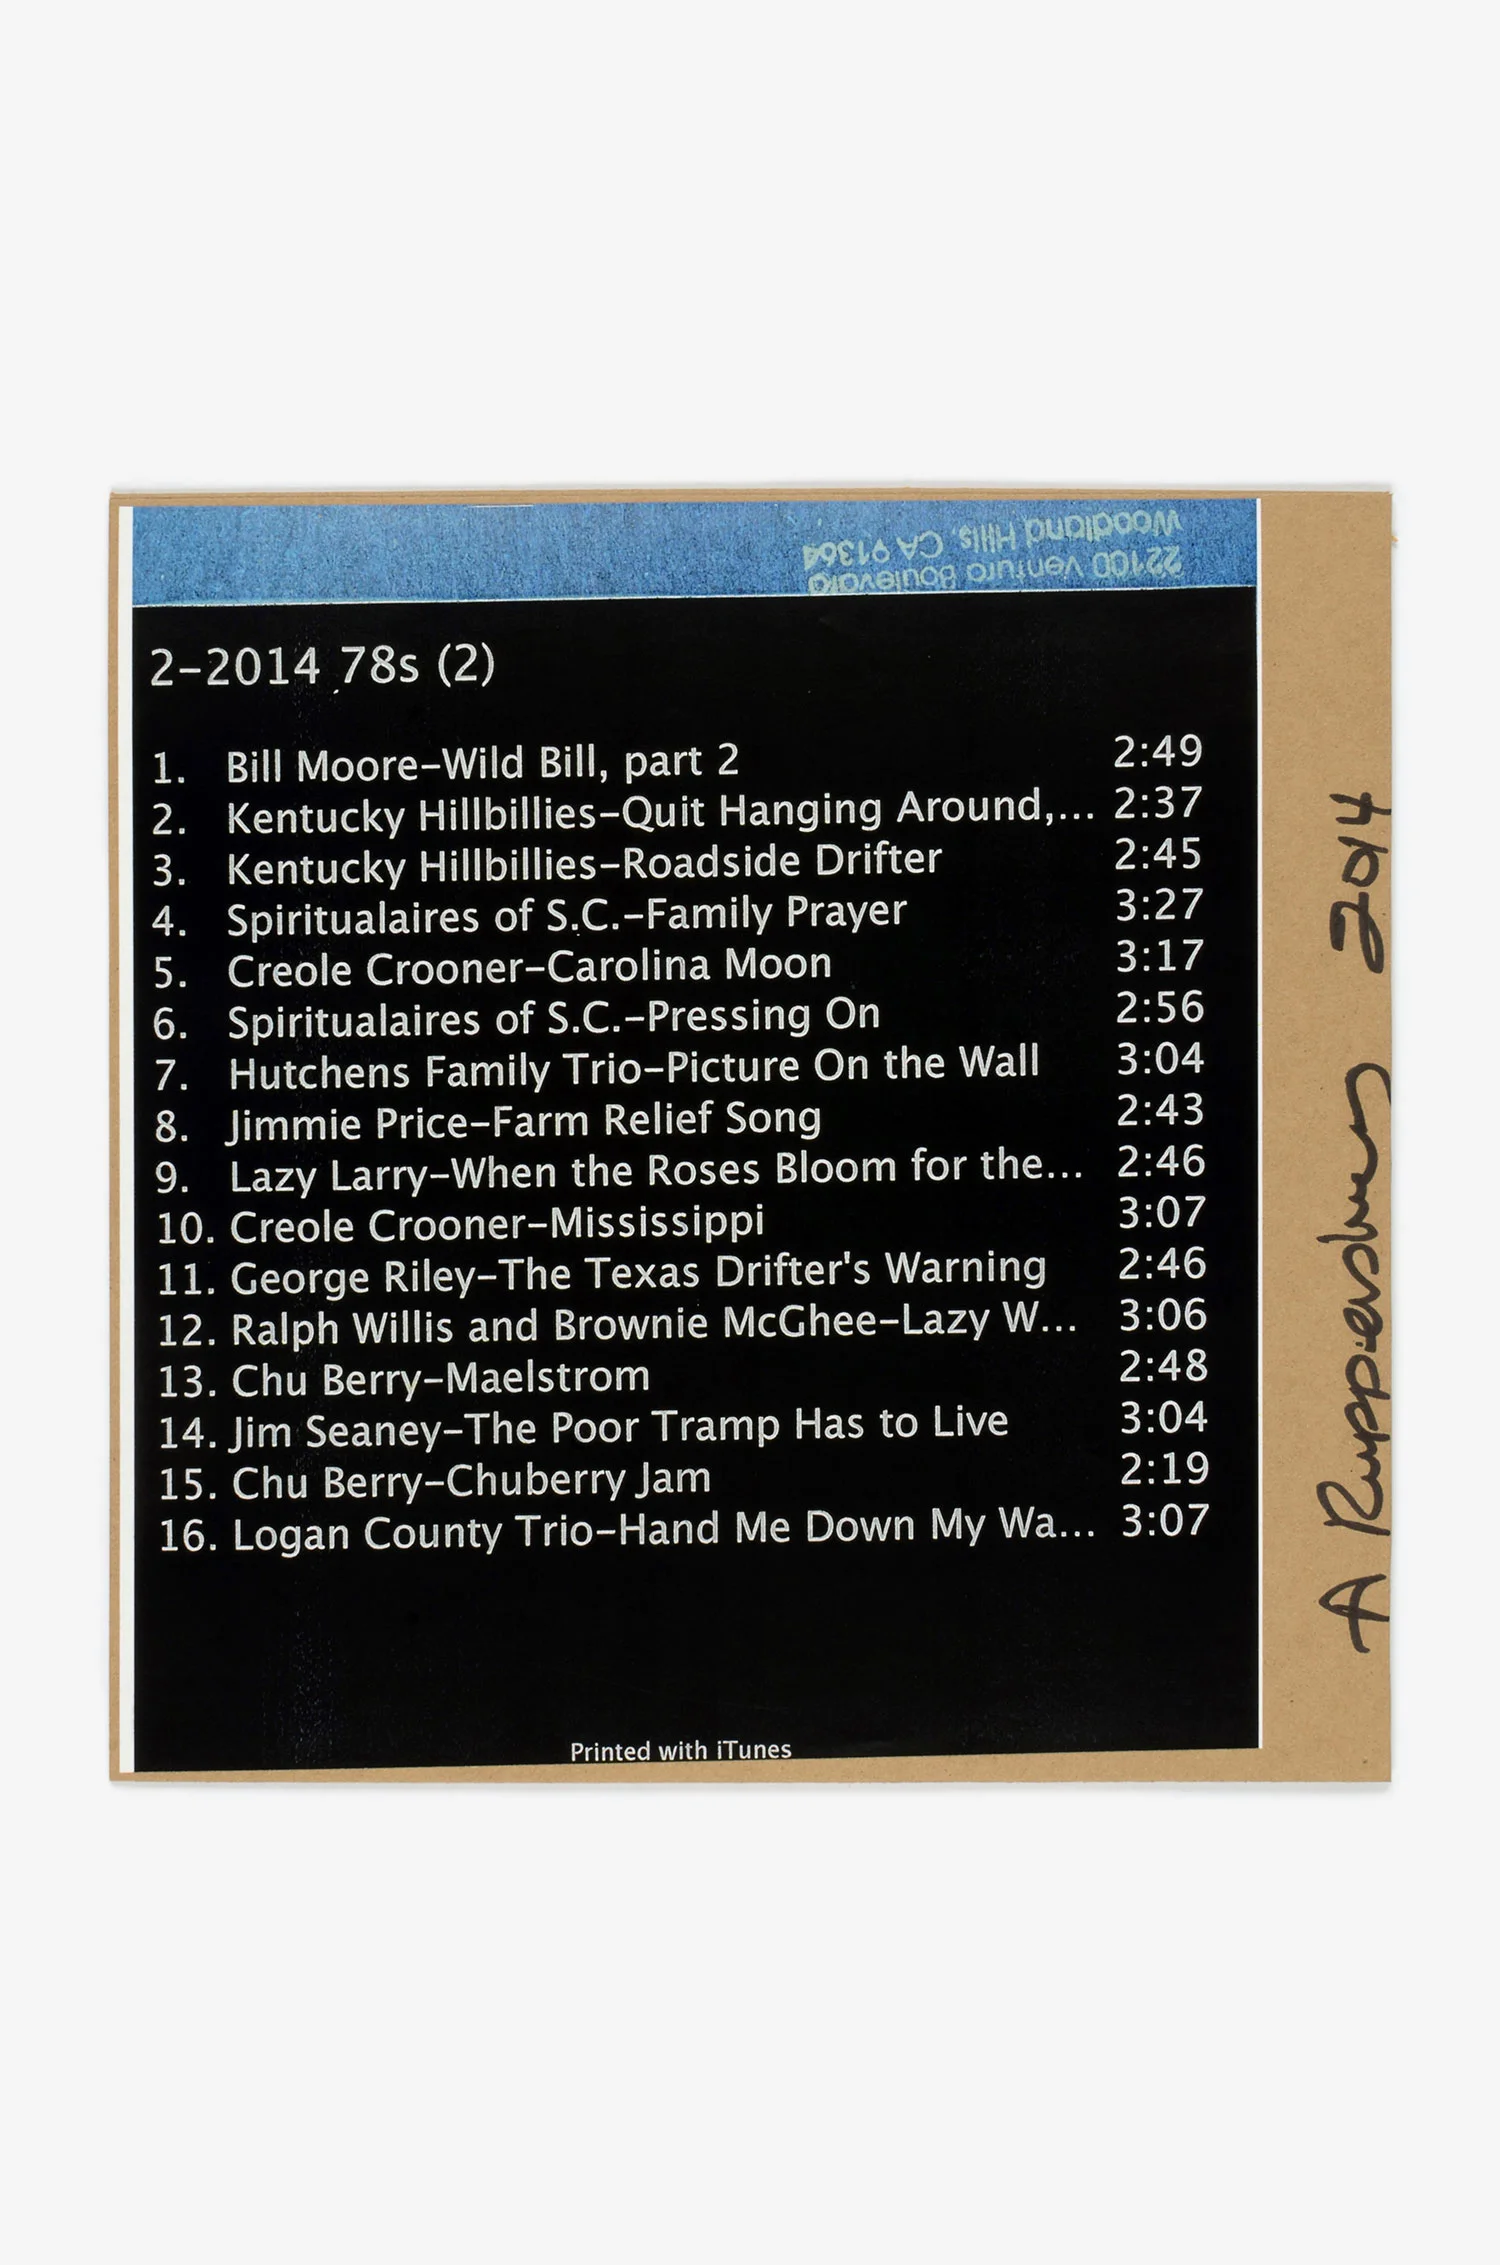 Woodland Hills, CA 91364
22100 Ventura Boulevard
2-2014 78s (2)
1. Bill Moore-Wild Bill, part 2 2:49
2. Kentucky Hillbillies-Quit Hanging Around,... 2:37
3. Kentucky Hillbillies-Roadside Drifter 2:45
4. Spiritualaires of S.C.-Family Prayer 3:27
5. Creole Crooner-Carolina Moon 3:17
6. Spiritualaires of S.C.-Pressing On 2:56
7. Hutchens Family Trio-Picture On the Wall 3:04
8. Jimmie Price-Farm Relief Song 2:43
9. Lazy Larry-When the Roses Bloom for the... 2:46
10. Creole Crooner-Mississippi 3:07
11. George Riley-The Texas Drifter's Warning 2:46
12. Ralph Willis and Brownie McGhee-Lazy W... 3:06
13. Chu Berry-Maelstrom 2:48
14. Jim Seaney-The Poor Tramp Has to Live 3:04
15. Chu Berry-Chuberry Jam 2:19
16. Logan County Trio-Hand Me Down My Wa... 3:07
Printed with iTunes
A Ruppersberg 2014